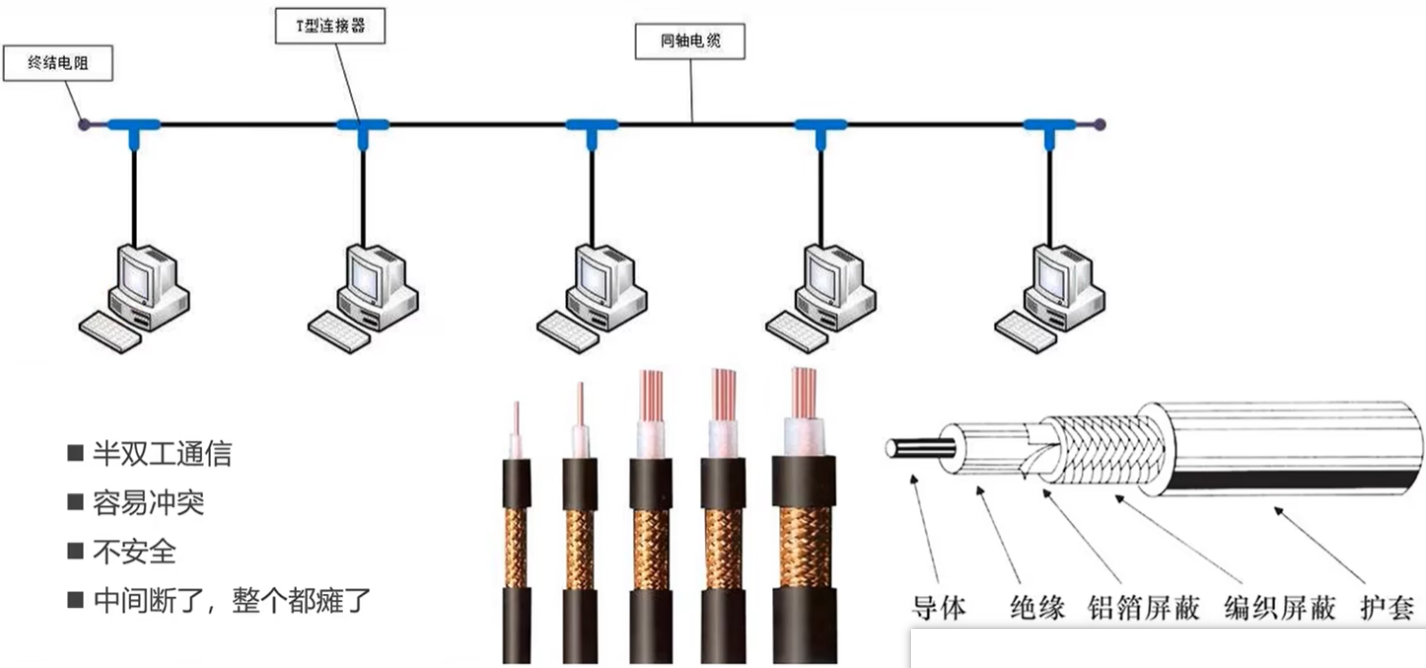 T型连接器
同轴电缆
终结电阻
■ 半双工通信
■ 容易冲突
■ 不安全
■ 中间断了，整个都瘫了
导体 绝缘 铝箔屏蔽 编织屏蔽 护套